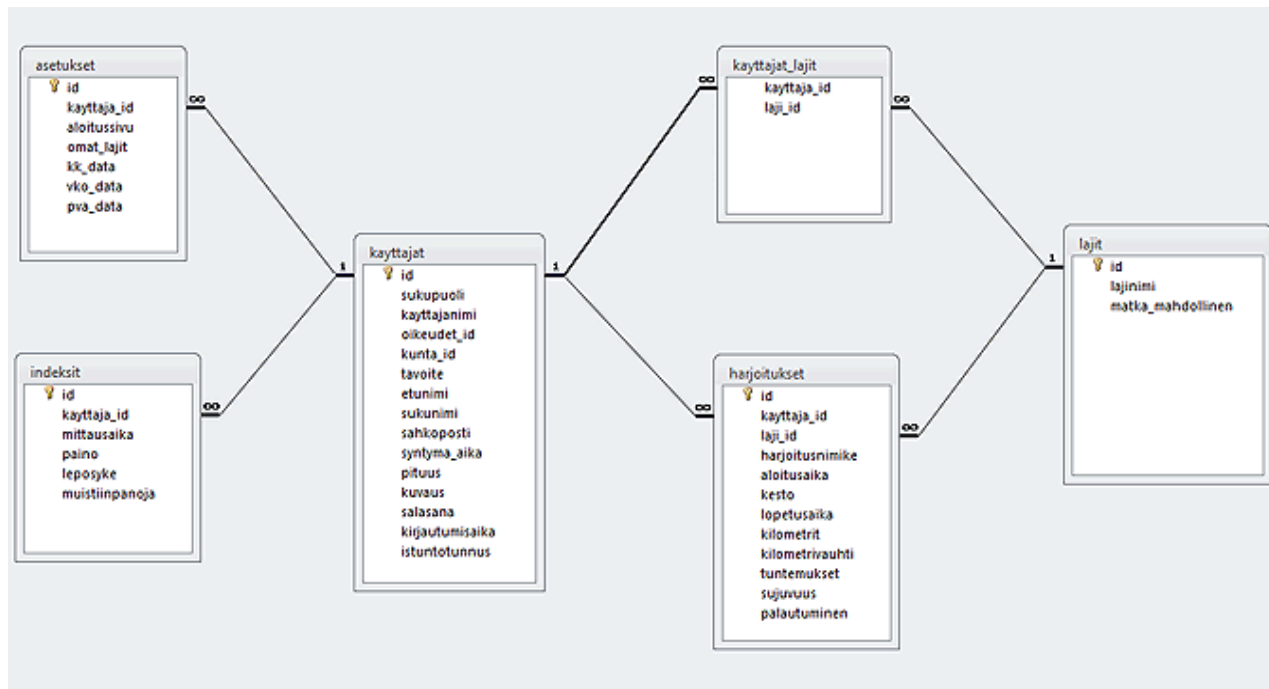 asetukset
id
kayttaja_id
aloitussivu
omat_lajit
kk_data
vko_data
pva_data
∞
1
indeksit
id
kayttaja_id
mittausaika
paino
leposyke
muistiinpanoja
∞
kayttajat
id
sukupuoli
kayttajanimi
oikeudet_id
kunta_id
tavoite
etunimi
sukunimi
sahkoposti
syntyma_aika
pituus
kuvaus
salasana
kirjautumisaika
istuntotunnus
1
∞
kayttajat_lajit
kayttaja_id
laji_id
∞
∞
harjoitukset
id
kayttaja_id
laji_id
harjoitusnimike
aloitusaika
kesto
lopetusaika
kilometrit
kilometrivauhti
tuntemukset
sujuvuus
palautuminen
∞
1
lajit
id
lajinimi
matka_mahdollinen